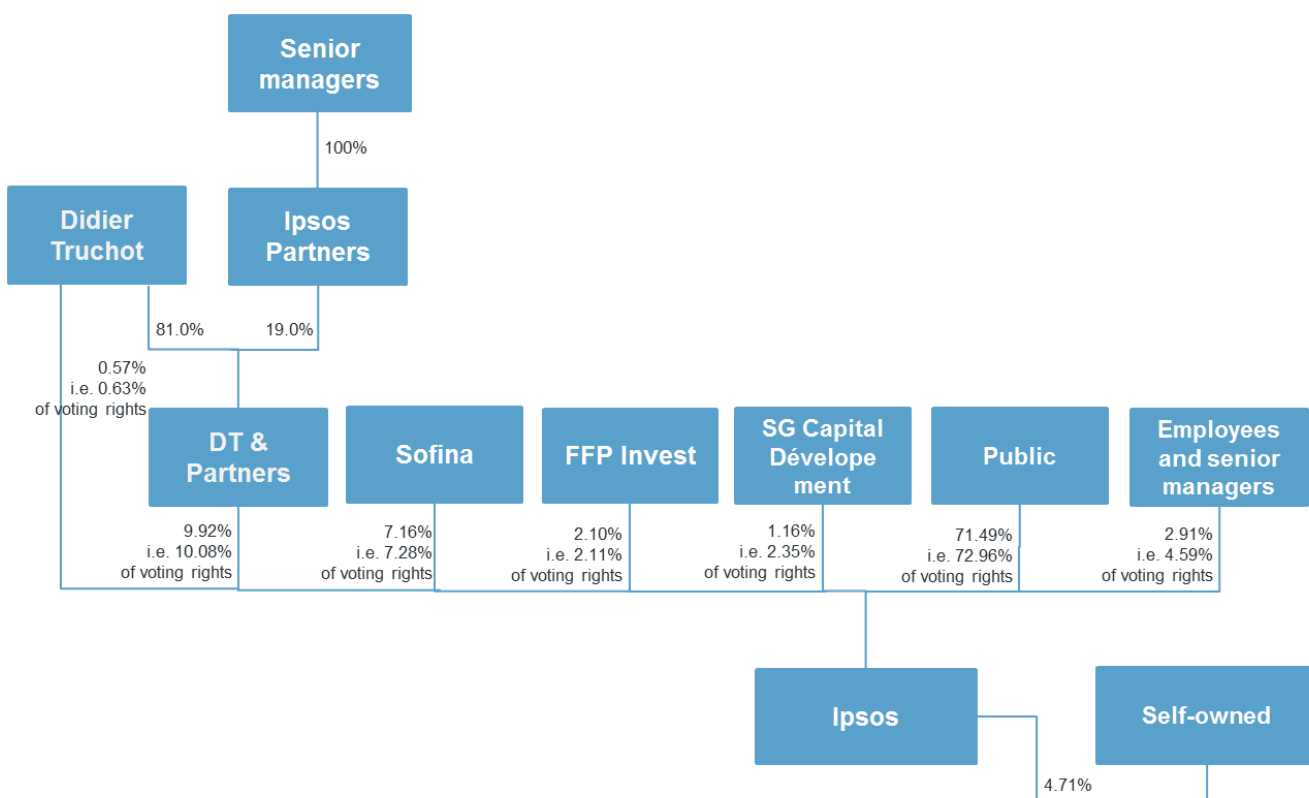 Senior
managers
100%
Didier
Truchot
Ipsos
Partners
81.0%
19.0%
0.57%
i.e. 0.63%
of voting rights
DT &
Partners
Sofina
FFP Invest
SG Capital
Dévelope
ment
Public
Employees
and senior
managers
9.92%
i.e. 10.08%
of voting rights
7.16%
i.e. 7.28%
of voting rights
2.10%
i.e. 2.11%
of voting rights
1.16%
i.e. 2.35%
of voting rights
71.49%
i.e. 72.96%
of voting rights
2.91%
i.e. 4.59%
of voting rights
Ipsos
Self-owned
4.71%